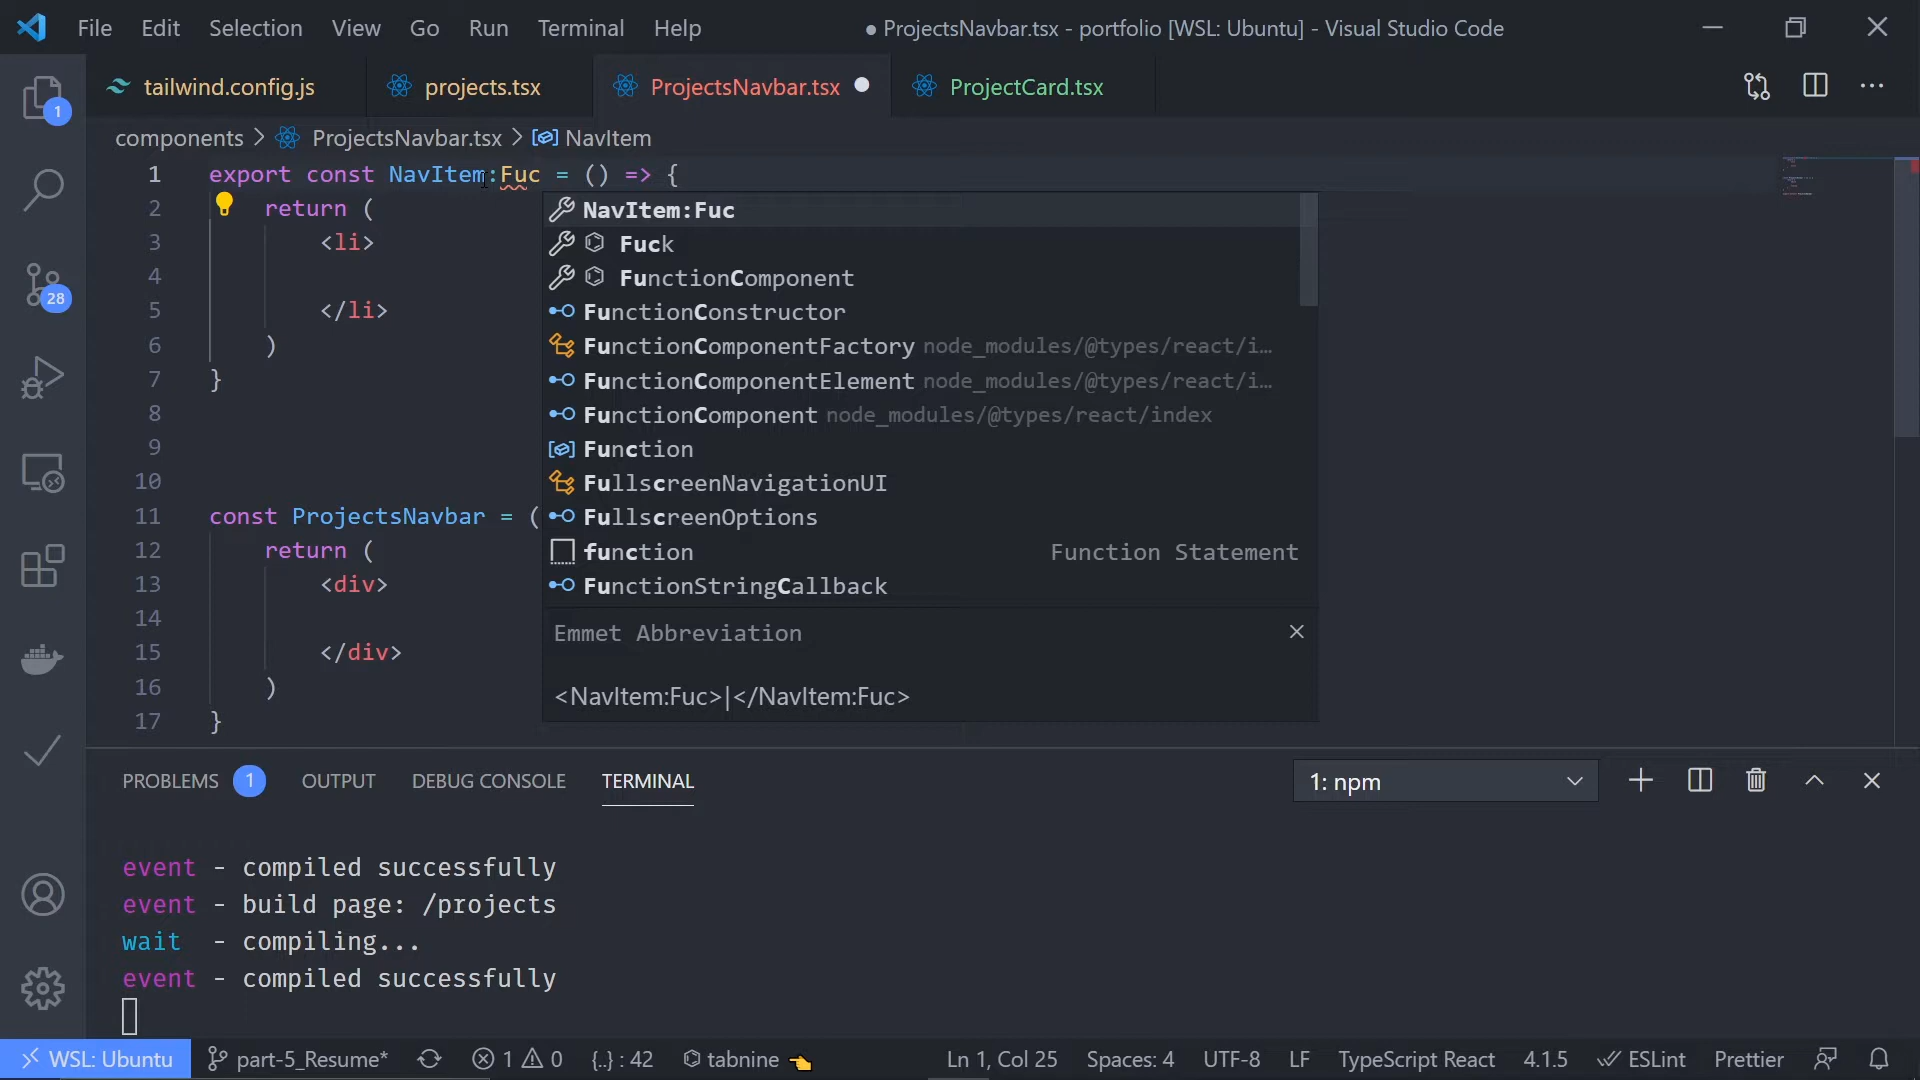 File Edit Selection View Go Run Terminal Help ● ProjectsNavbar.tsx - portfolio [WSL: Ubuntu] - Visual Studio Code
tailwind.config.js projects.tsx ProjectsNavbar.tsx ProjectCard.tsx
components > ProjectsNavbar.tsx > NavItem
1 export const NavItem:Fuc = () => {
2 return (
3 <li>
4
5 </li>
6 )
7 }
8
9
10
11 const ProjectsNavbar = (
12 return (
13 <div>
14
15 </div>
16 )
17 }
NavItem:Fuc
Fuck
FunctionComponent
FunctionConstructor
FunctionComponentFactory node_modules/@types/react/i...
FunctionComponentElement node_modules/@types/react/i...
FunctionComponent node_modules/@types/react/index
Function
FullscreenNavigationUI
FullscreenOptions
function Function Statement
FunctionStringCallback
Emmet Abbreviation
<NavItem:Fuc>|</NavItem:Fuc>
1
28
PROBLEMS 1 OUTPUT DEBUG CONSOLE TERMINAL 1: npm
event - compiled successfully
event - build page: /projects
wait - compiling...
event - compiled successfully
WSL: Ubuntu part-5_Resume* 1 0 {..} : 42 tabnine Ln 1, Col 25 Spaces: 4 UTF-8 LF TypeScript React 4.1.5 ESLint Prettier